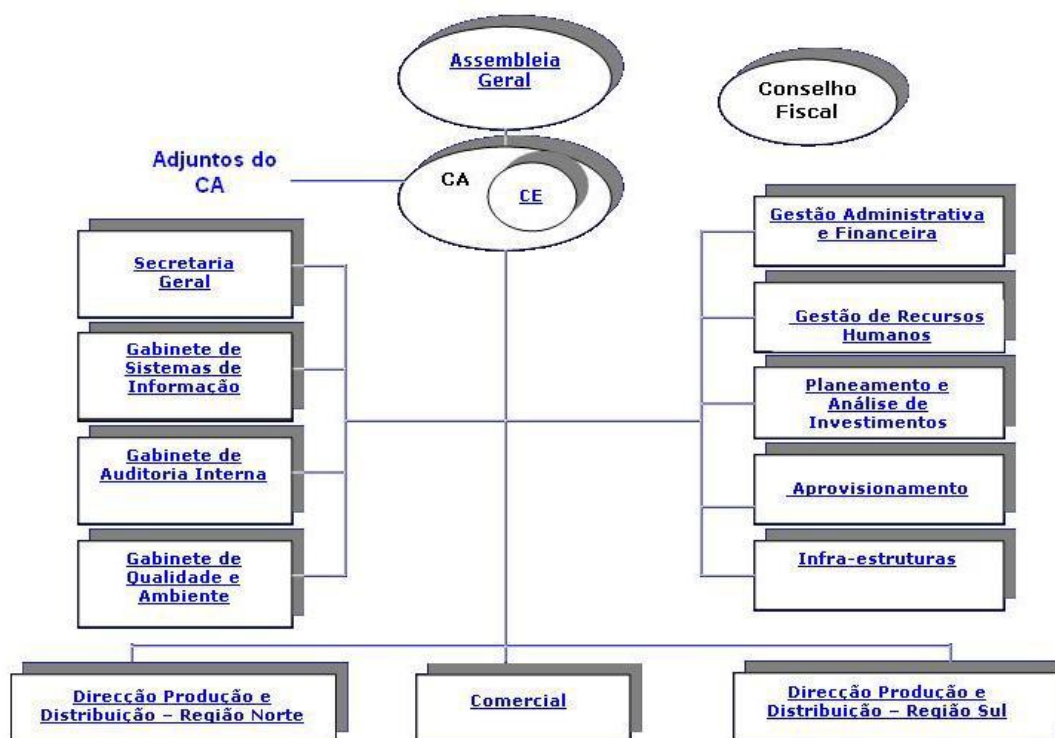 Assembleia
Geral
Conselho
Fiscal
Adjuntos do
CA
CA
CE
Secretaria
Geral
Gabinete de
Sistemas de
Informação
Gabinete de
Auditoria Interna
Gabinete de
Qualidade e
Ambiente
Gestão Administrativa
e Financeira
Gestão de Recursos
Humanos
Planeamento e
Análise de
Investimentos
Aprovisionamento
Infra-estruturas
Direcção Produção e
Distribuição – Região Norte
Comercial
Direcção Produção e
Distribuição – Região Sul